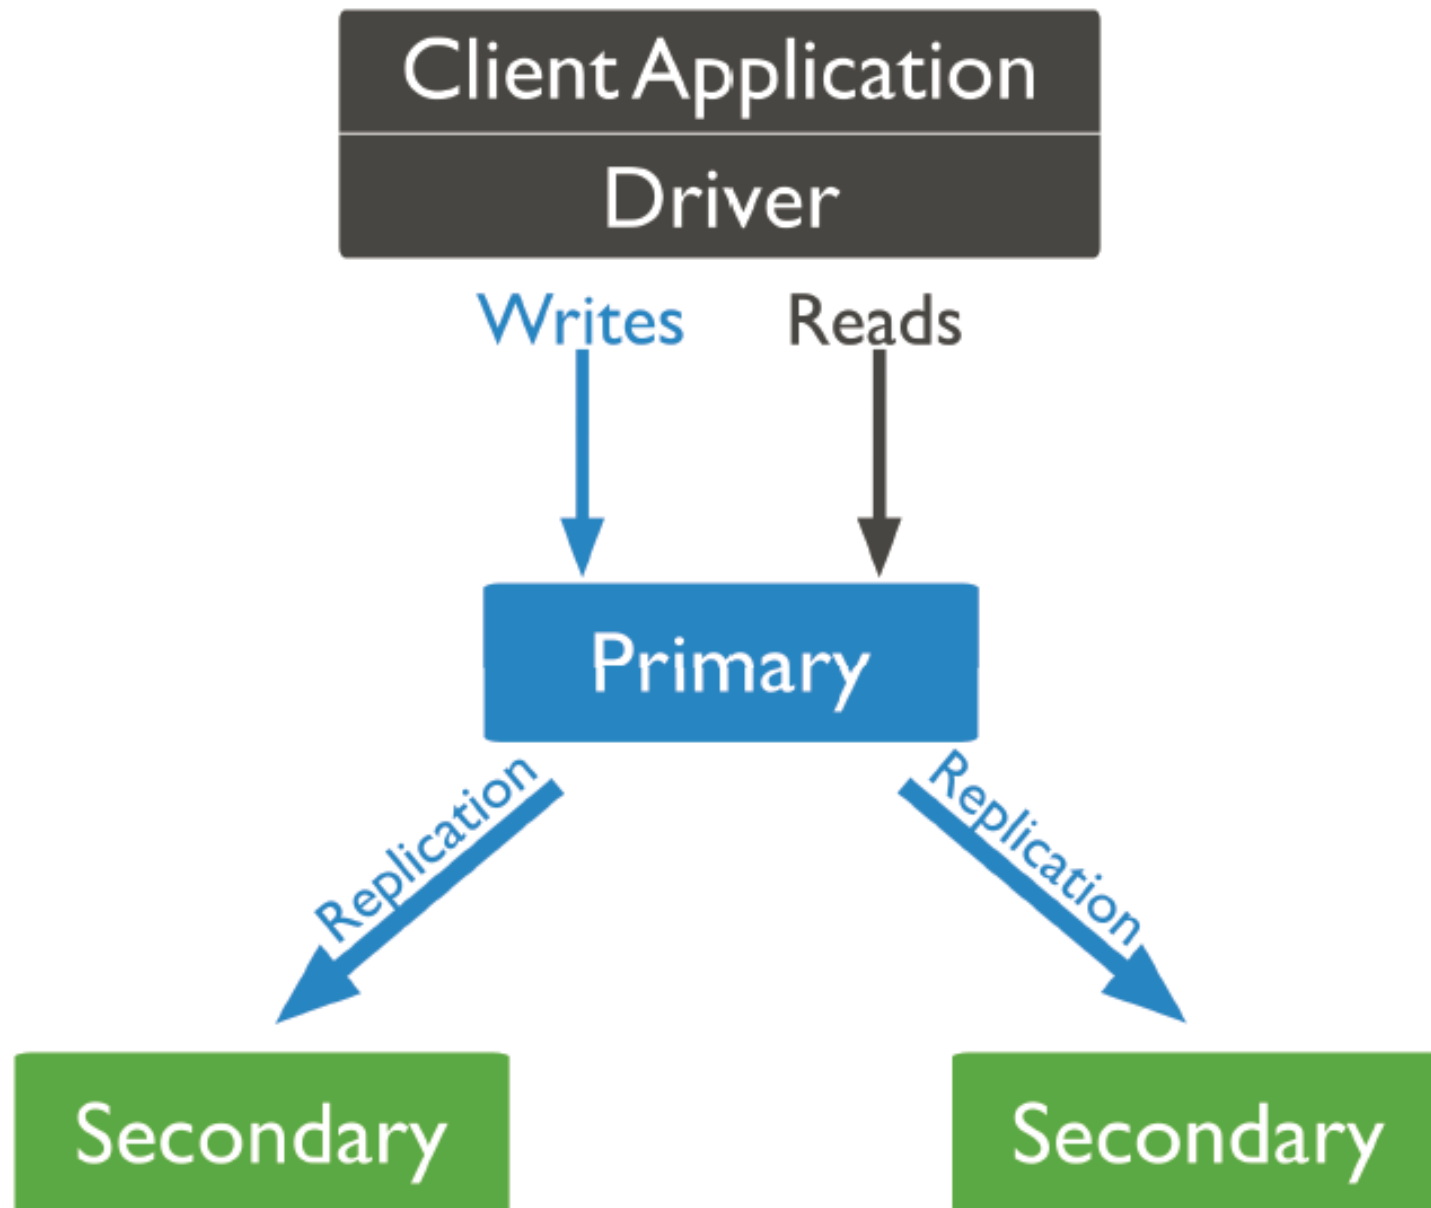 Client Application
Driver
Writes
Reads
Primary
Replication
Replication
Secondary
Secondary